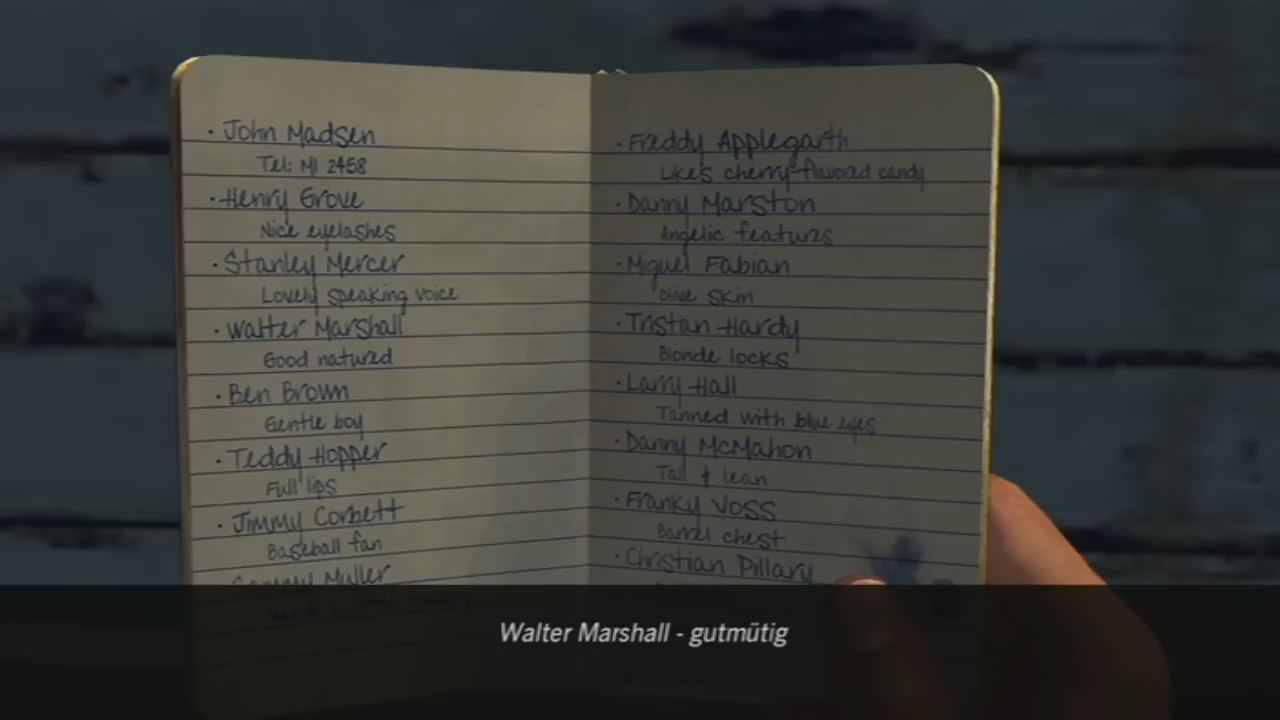 · John Madsen
Tel: MI 2458
· Henry Grove
Nice eyelashes
· Stanley Mercer
Lovely speaking voice
· Walter Marshall
Good natured
· Ben Brown
Gentle boy
· Teddy Hopper
Full lips
· Jimmy Corbett
Baseball fan
Muller
· Freddy Applegarth
Likes cherry-flavored candy
· Danny Marston
Angelic features
· Miguel Fabian
Olive skin
· Tristan Hardy
Blonde locks
· Larry Hall
Tanned with blue eyes
· Danny McMahon
Tall & lean
· Franky Voss
Barrel chest
· Christian Pillary
Walter Marshall - gutmütig